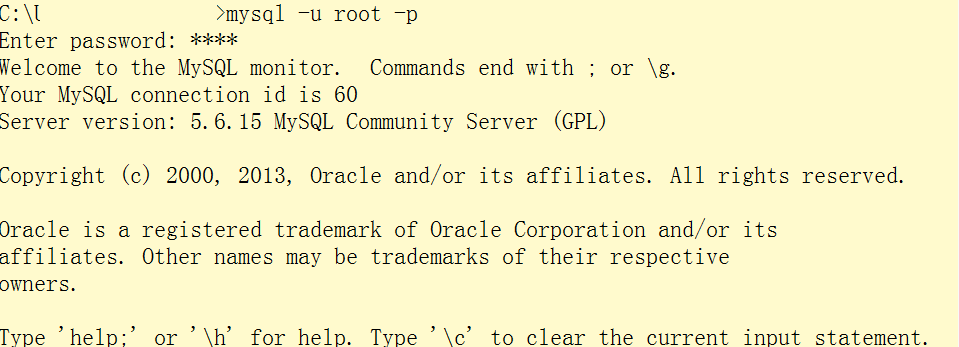 C:\l >mysql -u root -p
Enter password: ****
Welcome to the MySQL monitor.  Commands end with ; or \g.
Your MySQL connection id is 60
Server version: 5.6.15 MySQL Community Server (GPL)
Copyright (c) 2000, 2013, Oracle and/or its affiliates. All rights reserved.
Oracle is a registered trademark of Oracle Corporation and/or its
affiliates. Other names may be trademarks of their respective
owners.
Type 'help;' or '\h' for help. Type '\c' to clear the current input statement.